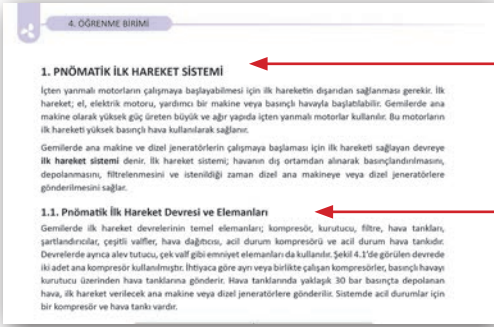 4. ÖĞRENME BİRİMİ
1. PNÖMATİK İLK HAREKET SİSTEMİ
İçten yanmalı motorların çalışmaya başlayabilmesi için ilk hareketin dışarıdan sağlanması gerekir. İlk
hareket; el, elektrik motoru, yardımcı bir makine veya basınçlı havayla başlatılabilir. Gemilerde ana
makine olarak yüksek güç üreten büyük ve ağır yapıda içten yanmalı motorlar kullanılır. Bu motorların
ilk hareketi yüksek basınçlı hava kullanılarak sağlanır.
Gemilerde ana makine ve dizel jeneratörlerin çalışmaya başlaması için ilk hareketi sağlayan devreye
ilk hareket sistemi denir. İlk hareket sistemi; havanın dış ortamdan alınarak basınçlandırılmasını,
depolanmasını, filtrelenmesini ve istenildiği zaman dizel ana makineye veya dizel jeneratörlere
gönderilmesini sağlar.
1.1. Pnömatik İlk Hareket Devresi ve Elemanları
Gemilerde ilk hareket devrelerinin temel elemanları; kompresör, kurutucu, filtre, hava tankları,
şartlandırıcılar, çeşitli valfler, hava dağıtıcısı, acil durum kompresörü ve acil durum hava tankıdır.
Devrelerde ayrıca alev tutucu, çek valf gibi emniyet elemanları da kullanılır. Şekil 4.1'de görülen devrede
iki adet ana kompresör kullanılmıştır. İhtiyaca göre ayrı veya birlikte çalışan kompresörler, basınçlı havayı
kurutucu üzerinden hava tanklarına gönderir. Hava tanklarında yaklaşık 30 bar basınçta depolanan
hava, ilk hareket verilecek ana makine veya dizel jeneratörlere gönderilir. Sistemde acil durumlar için
bir kompresör ve hava tankı vardır.